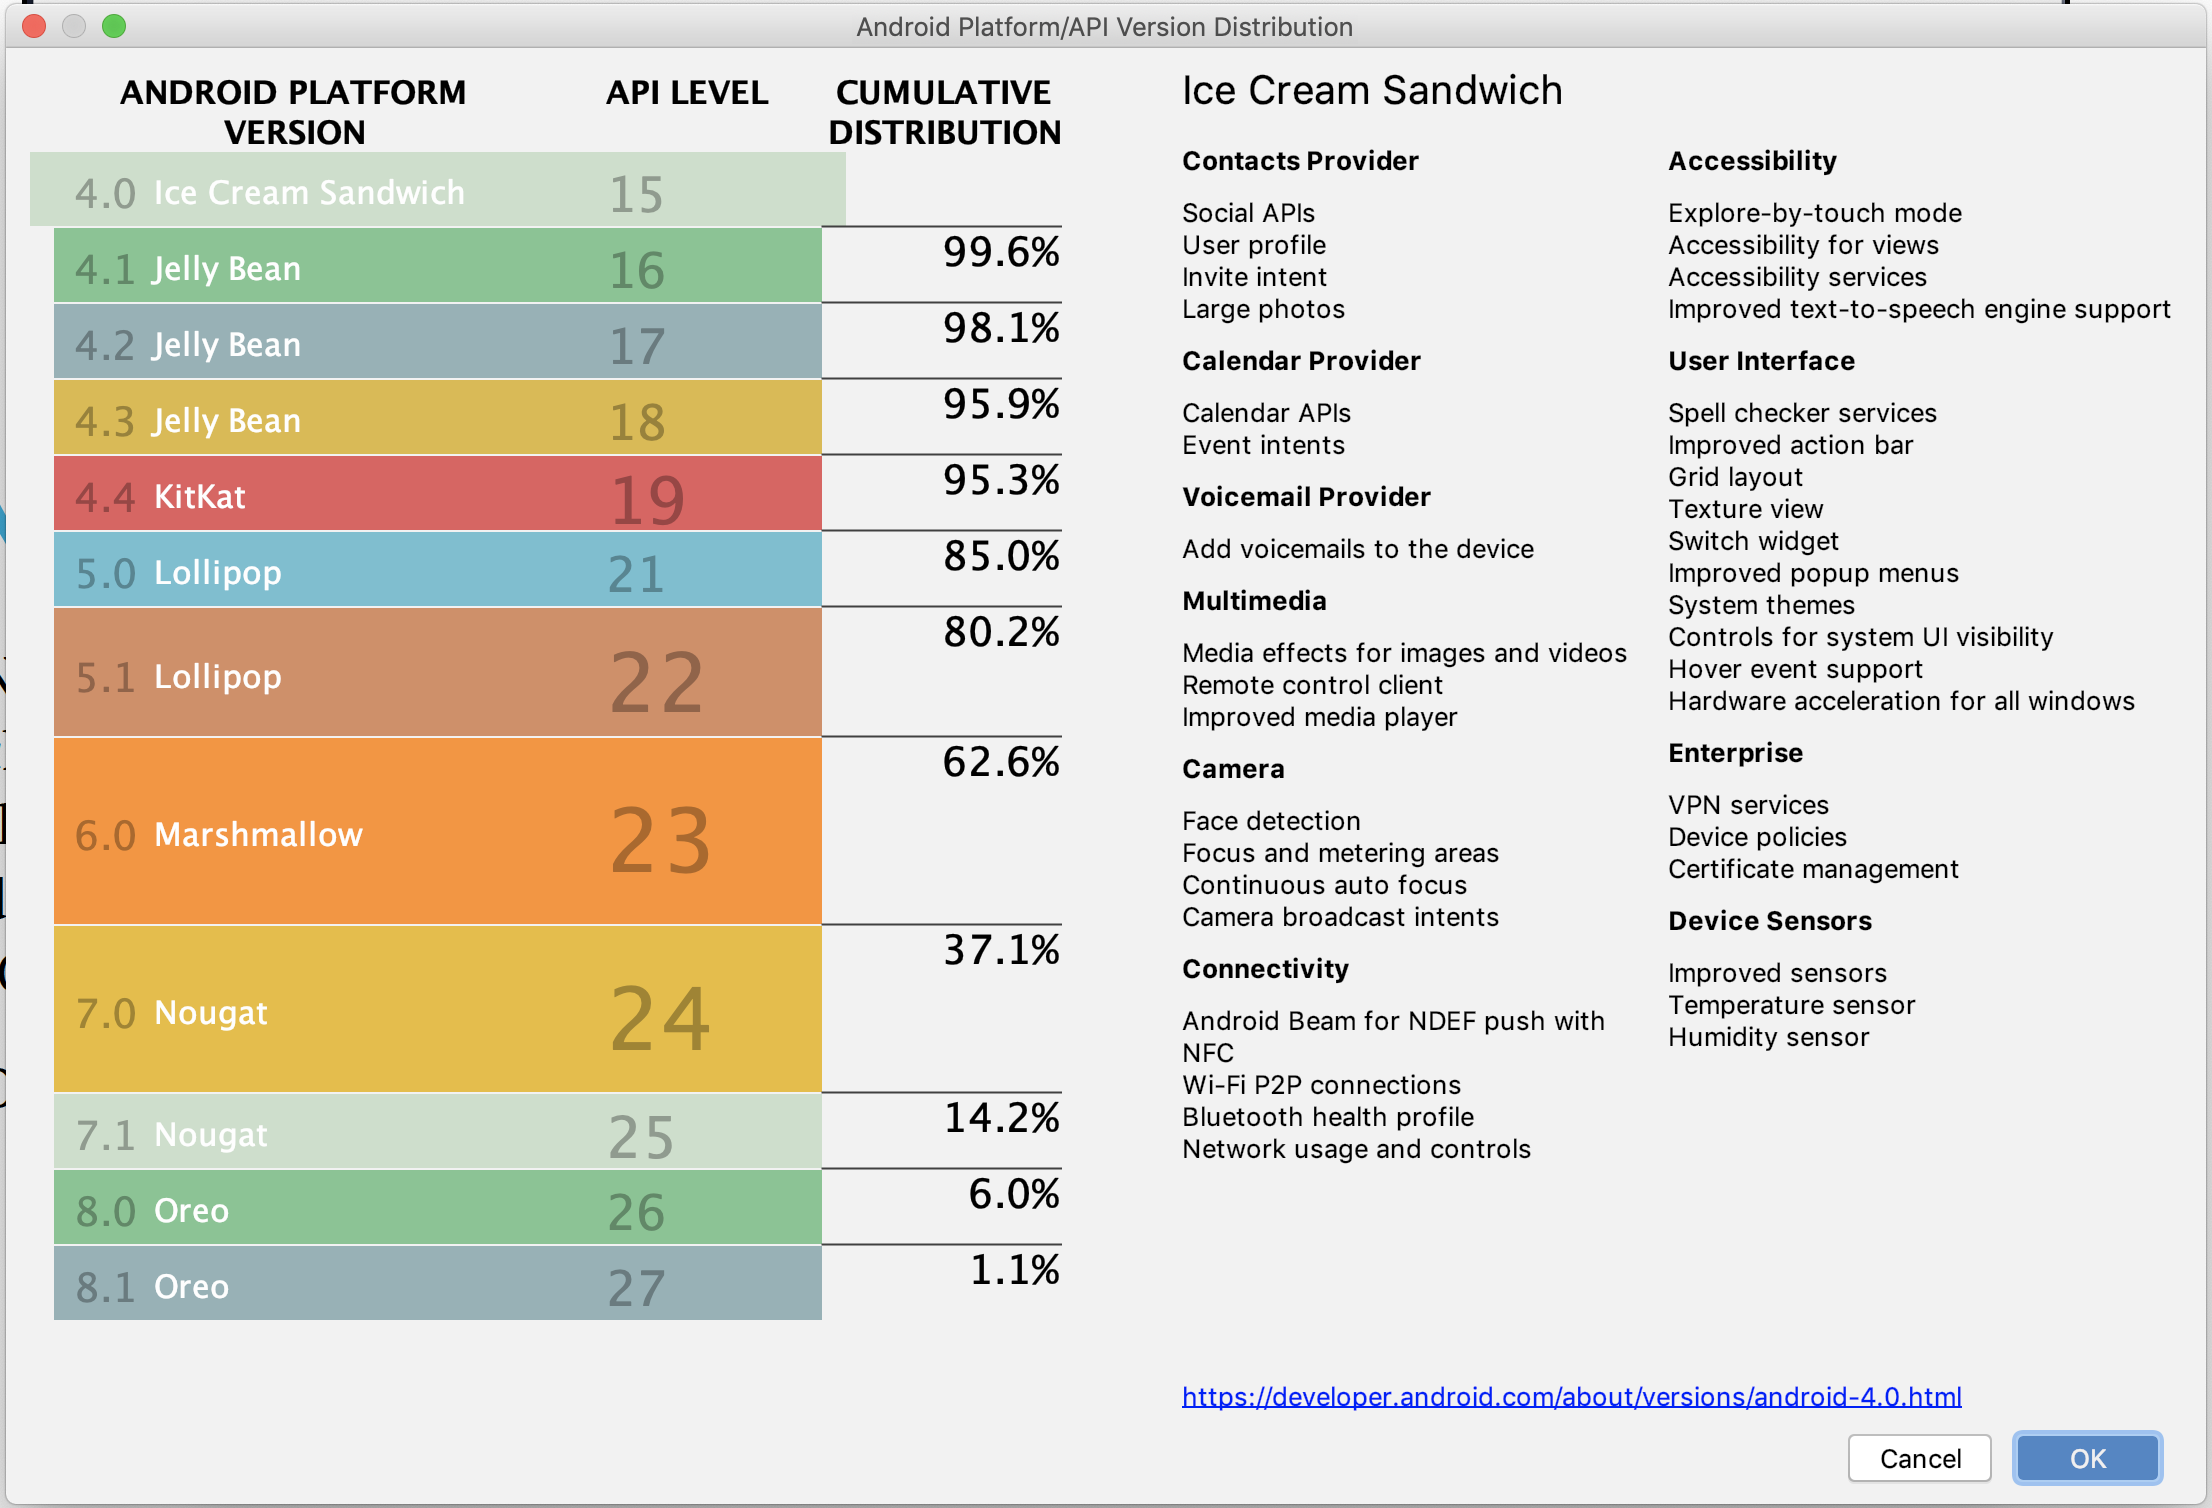 Android Platform/API Version Distribution
ANDROID PLATFORM
VERSION
API LEVEL
CUMULATIVE
DISTRIBUTION
4.0 Ice Cream Sandwich 15
99.6%
4.1 Jelly Bean 16
98.1%
4.2 Jelly Bean 17
95.9%
4.3 Jelly Bean 18
95.3%
4.4 KitKat 19
85.0%
5.0 Lollipop 21
80.2%
5.1 Lollipop 22
62.6%
6.0 Marshmallow 23
37.1%
7.0 Nougat 24
14.2%
7.1 Nougat 25
6.0%
8.0 Oreo 26
1.1%
8.1 Oreo 27
Ice Cream Sandwich
Contacts Provider
Social APIs
User profile
Invite intent
Large photos
Calendar Provider
Calendar APIs
Event intents
Voicemail Provider
Add voicemails to the device
Multimedia
Media effects for images and videos
Remote control client
Improved media player
Camera
Face detection
Focus and metering areas
Continuous auto focus
Camera broadcast intents
Connectivity
Android Beam for NDEF push with
NFC
Wi-Fi P2P connections
Bluetooth health profile
Network usage and controls
Accessibility
Explore-by-touch mode
Accessibility for views
Accessibility services
Improved text-to-speech engine support
User Interface
Spell checker services
Improved action bar
Grid layout
Texture view
Switch widget
Improved popup menus
System themes
Controls for system UI visibility
Hover event support
Hardware acceleration for all windows
Enterprise
VPN services
Device policies
Certificate management
Device Sensors
Improved sensors
Temperature sensor
Humidity sensor
https://developer.android.com/about/versions/android-4.0.html
Cancel
OK